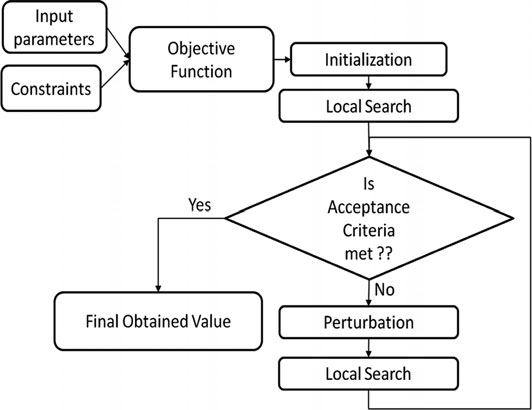 Input
parameters
Constraints
Objective
Function
Initialization
Local Search
Is
Acceptance
Criteria
met ??
Yes
No
Final Obtained Value
Perturbation
Local Search